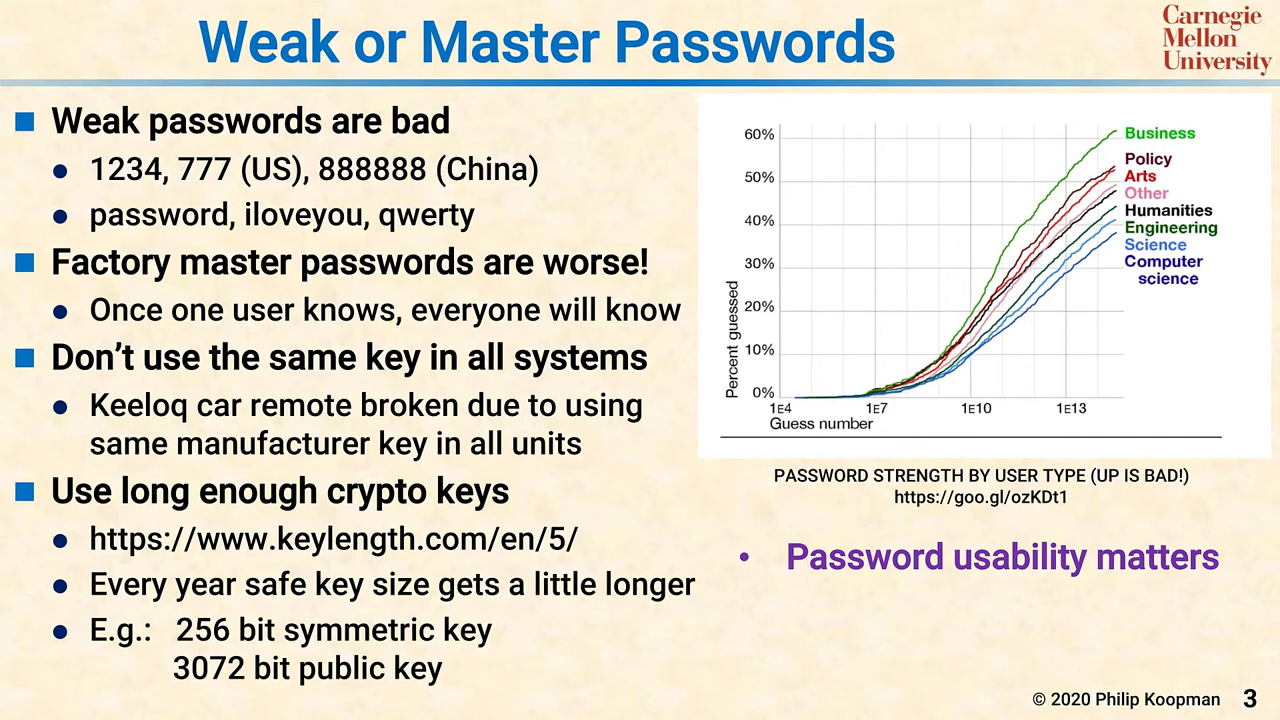 Weak or Master Passwords
Carnegie
Mellon
University
Weak passwords are bad
1234, 777 (US), 888888 (China)
password, iloveyou, qwerty
Factory master passwords are worse!
Once one user knows, everyone will know
Don't use the same key in all systems
Keeloq car remote broken due to using
same manufacturer key in all units
Use long enough crypto keys
https://www.keylength.com/en/5/
Every year safe key size gets a little longer
E.g.: 256 bit symmetric key
3072 bit public key
Percent guessed
60%
50%
40%
30%
20%
10%
0%
1E4 1E7 1E10 1E13
Guess number
Business
Policy
Arts
Other
Humanities
Engineering
Science
Computer
science
PASSWORD STRENGTH BY USER TYPE (UP IS BAD!)
https://goo.gl/ozKDt1
• Password usability matters
© 2020 Philip Koopman 3